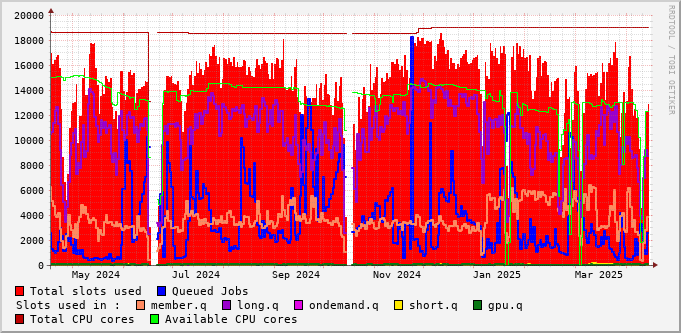 20000
18000
16000
14000
12000
10000
8000
6000
4000
2000
0
May 2024 Jul 2024 Sep 2024 Nov 2024 Jan 2025 Mar 2025
RRDTOOL / TOBI OETIKER
Total slots used Queued Jobs
Slots used in : member.q long.q ondemand.q short.q gpu.q
Total CPU cores Available CPU cores